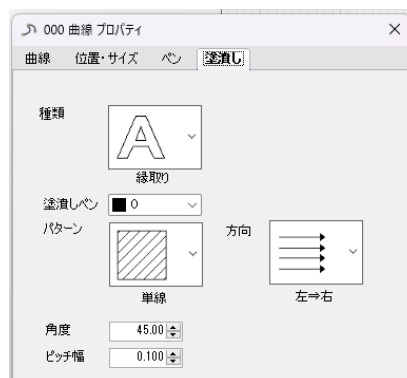 000 曲線 プロパティ
曲線 位置・サイズ ペン 塗潰し
種類
縁取り
塗潰しペン 0
パターン 方向
単線 左⇒右
角度 45.00
ピッチ幅 0.100